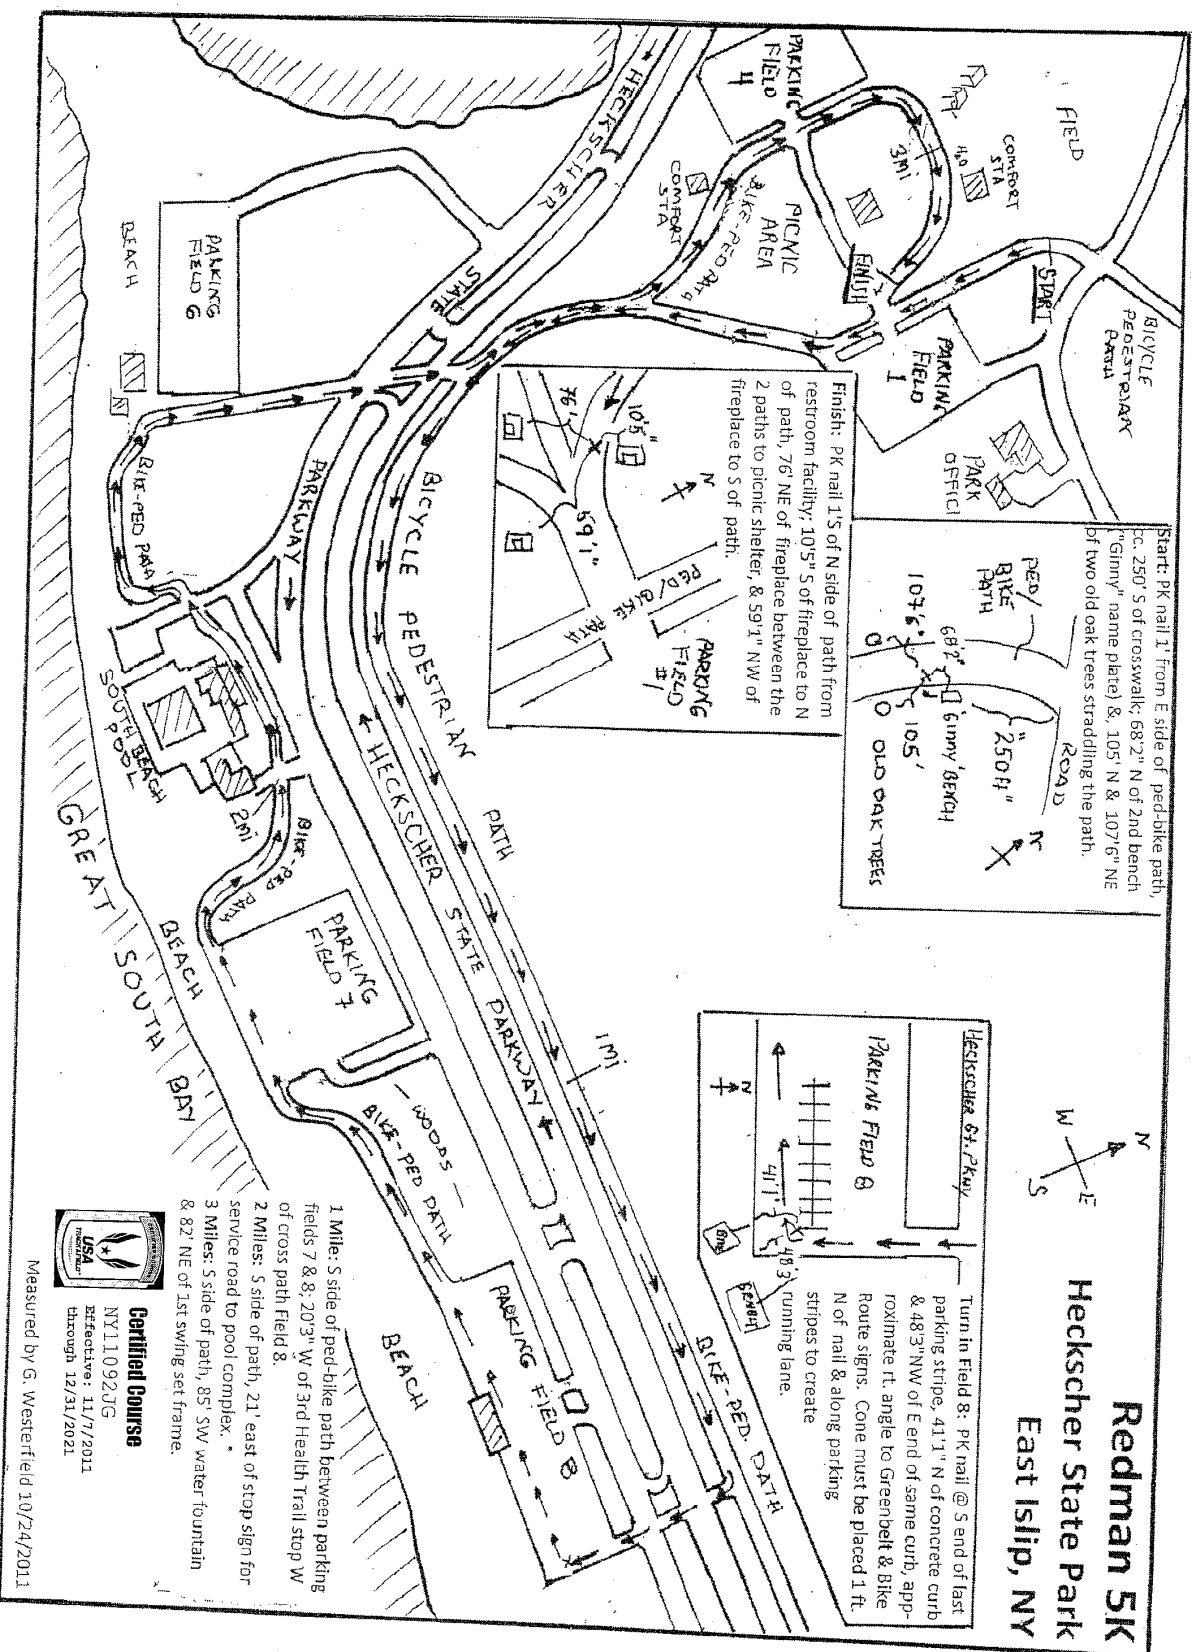 Redman 5K
Heckscher State Park
East Islip, NY
N
W
E
S
FIELD
COMFORT
STA
H2O
3Mi
PARKING
FIELD
4
PICNIC
AREA
BIKE-PED PATH
COMFORT
STA
FINISH
START
BICYCLE
PEDESTRIAN
PATH
PARKING
FIELD
1
PARK
OFFICE
Start: PK nail 1' from E side of ped-bike path,
cc. 250' S of crosswalk; 68'2" N of 2nd bench
("Ginny" name plate) &, 105' N & 107'6" NE
of two old oak trees straddling the path.
PED/
BIKE
PATH
ROAD
"250ft"
68'2"
'Ginny' BENCH
107'6"
105'
OLD OAK TREES
N
Finish: PK nail 1'5 of N side of path from
restroom facility; 10'5" S of fireplace to N
of path, 76' NE of fireplace between the
2 paths to picnic shelter, & 59'1" NW of
fireplace to S of path.
N
10'5"
76'
59'1"
PED/BIKE
PATH
PARKING
FIELD
#1
HECKSCHER St. PKWY
PARKING FIELD 8
N
41'1"
48'3"
Turn in Field 8: PK nail @ S end of last
parking stripe, 41'1" N of concrete curb
& 48'3"NW of E end of same curb, app-
roximate rt. angle to Greenbelt & Bike
Route signs. Cone must be placed 1 ft.
N of nail & along parking
stripes to create
running lane.
HECKSCHER
STATE
PARKWAY
BICYCLE PEDESTRIAN PATH
1Mi
BIKE-PED. PATH
HECKSCHER STATE PARKWAY
PARKING
FIELD 6
BEACH
BIKE-PED PATH
SOUTH BEACH
POOL
2Mi
BIKE-PED PATH
PARKING
FIELD 7
BEACH
WOODS
BIKE-PED PATH
PARKING FIELD 8
BEACH
GREAT SOUTH BAY
1 Mile: S side of ped-bike path between parking
fields 7 & 8; 20'3" W of 3rd Health Trail stop W
of cross path Field 8.
2 Miles: S side of path, 21' east of stop sign for
service road to pool complex.
3 Miles: S side of path, 85' SW water fountain
& 82' NE of 1st swing set frame.
USA
TRACK & FIELD
Certified Course
NY11092JG
Effective: 11/7/2011
through 12/31/2021
Measured by G. Westerfield 10/24/2011